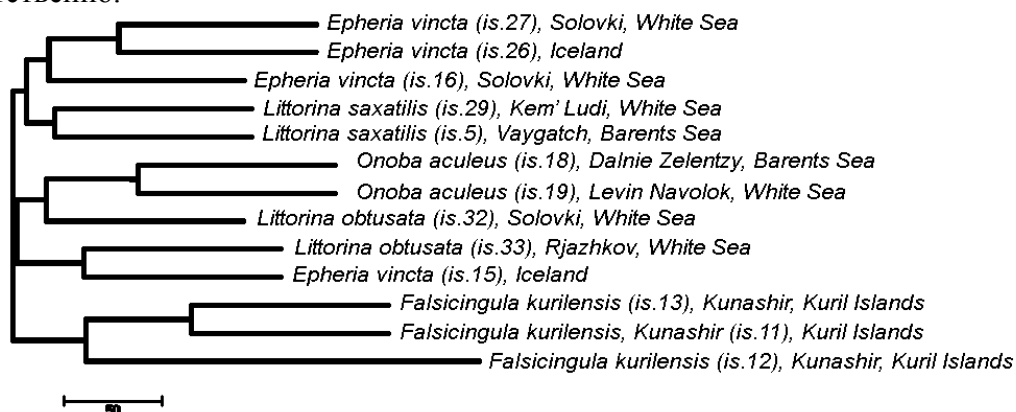 Epheria vincta (is.27), Solovki, White Sea
Epheria vincta (is.26), Iceland
Epheria vincta (is.16), Solovki, White Sea
Littorina saxatilis (is.29), Kem' Ludi, White Sea
Littorina saxatilis (is.5), Vaygatch, Barents Sea
Onoba aculeus (is.18), Dalnie Zelentzy, Barents Sea
Onoba aculeus (is.19), Levin Navolok, White Sea
Littorina obtusata (is.32), Solovki, White Sea
Littorina obtusata (is.33), Rjazhkov, White Sea
Epheria vincta (is.15), Iceland
Falsicingula kurilensis (is.13), Kunashir, Kuril Islands
Falsicingula kurilensis, Kunashir (is.11), Kuril Islands
Falsicingula kurilensis (is.12), Kunashir, Kuril Islands